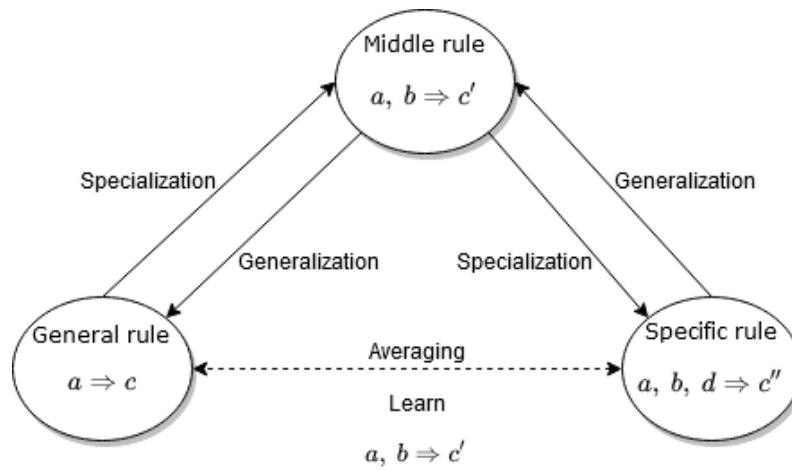 Middle rule
a, b ⇒ c′
Specialization
Generalization
Generalization
Specialization
General rule
a ⇒ c
Averaging
Specific rule
a, b, d ⇒ c″
Learn
a, b ⇒ c′